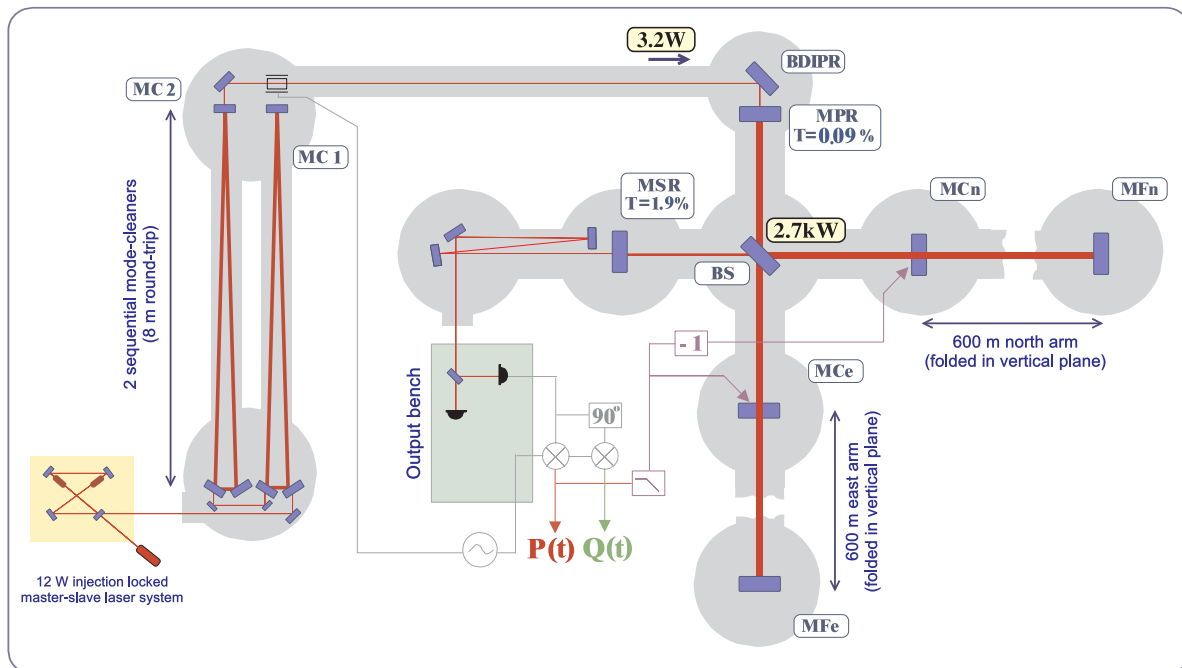 3.2W
BDIPR
MC 2
MPR
T=0.09 %
MC 1
MSR
T=1.9%
MCn
MFn
2.7kW
BS
2 sequential mode-cleaners
(8 m round-trip)
600 m north arm
(folded in vertical plane)
- 1
MCe
Output bench
90°
600 m east arm
(folded in vertical plane)
P(t)
Q(t)
12 W injection locked
master-slave laser system
MFe